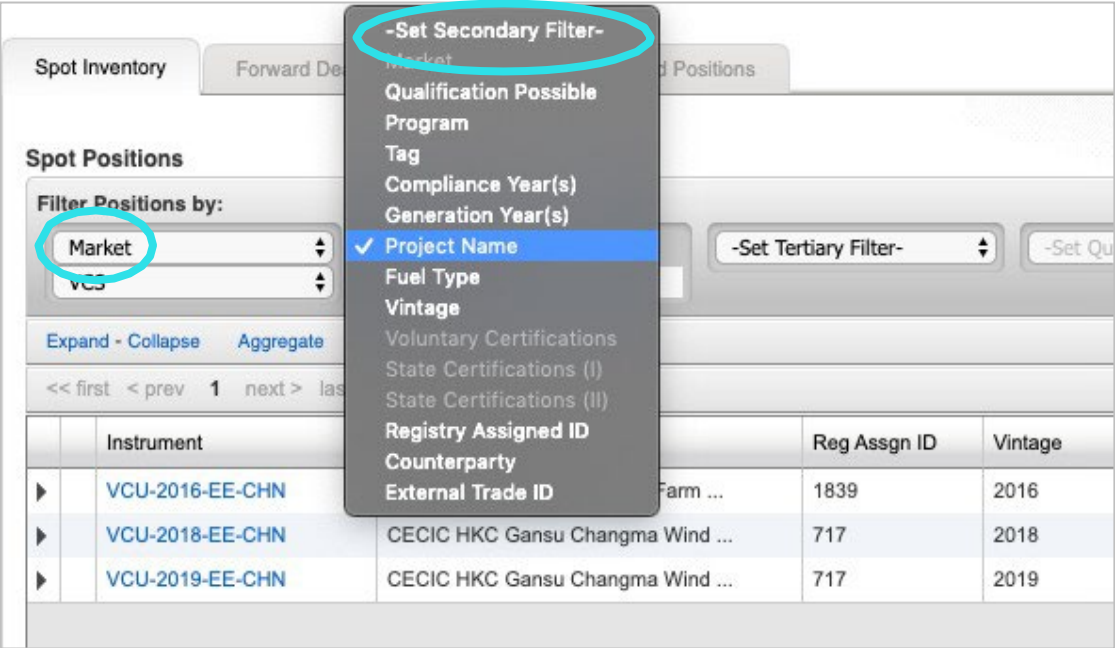 -Set Secondary Filter-
Spot Inventory
Forward De
Market
d Positions
Qualification Possible
Program
Tag
Spot Positions
Compliance Year(s)
Filter Positions by:
Generation Year(s)
Market
✓ Project Name
-Set Tertiary Filter-
-Set Qu
VCS
Fuel Type
Vintage
Expand - Collapse
Aggregate
Voluntary Certifications
State Certifications (I)
<< first < prev 1 next > las
State Certifications (II)
Registry Assigned ID
Instrument
Reg Assgn ID
Vintage
Counterparty
External Trade ID
VCU-2016-EE-CHN
Farm ...
1839
2016
VCU-2018-EE-CHN
CECIC HKC Gansu Changma Wind ...
717
2018
VCU-2019-EE-CHN
CECIC HKC Gansu Changma Wind ...
717
2019